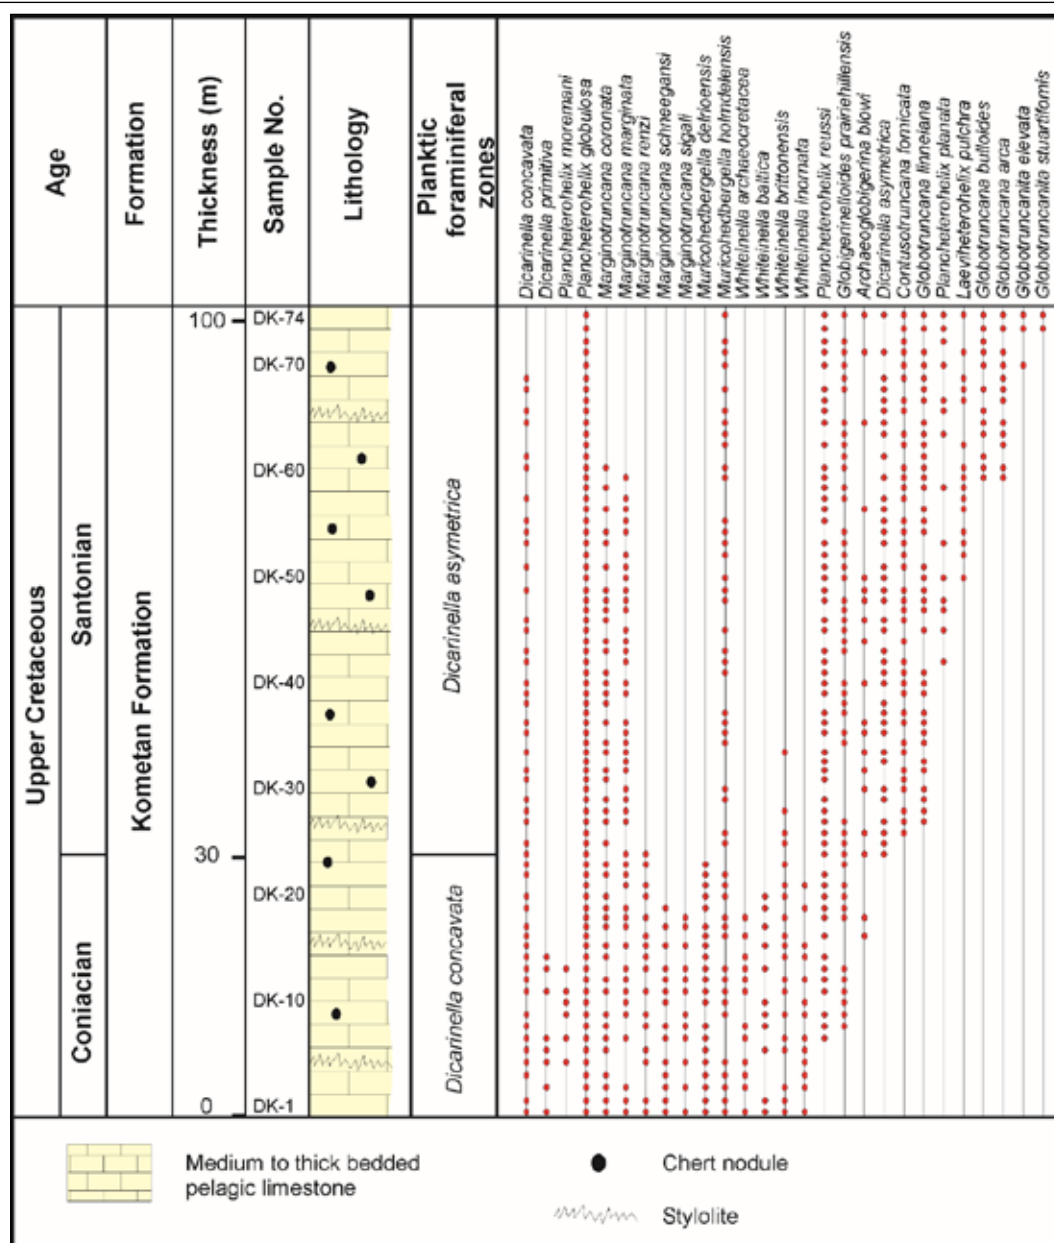 Age
Formation
Thickness (m)
Sample No.
Lithology
Planktic
foraminiferal
zones
Dicarinella concavata
Dicarinella primitiva
Plancheterohelix moremani
Plancheterohelix globulosa
Marginotruncana coronata
Marginotruncana marginata
Marginotruncana renzi
Marginotruncana schneegansi
Marginotruncana sigali
Muricohedbergella delrioensis
Muricohedbergella holmdelensis
Whiteinella archaeocretacea
Whiteinella baltica
Whiteinella brittonensis
Whiteinella inornata
Plancheterohelix reussi
Globigerinelloides prairiehillensis
Archaeoglobigerina blowi
Dicarinella asymetrica
Contusotruncana fornicata
Globotruncana linneiana
Plancheterohelix planata
Laeviheterohelix pulchra
Globotruncana bulloides
Globotruncana arca
Globotruncanita elevata
Globotruncanita stuartifomis
Upper Cretaceous
Santonian
Coniacian
Kometan Formation
100
30
0
DK-74
DK-70
DK-60
DK-50
DK-40
DK-30
DK-20
DK-10
DK-1
Dicarinella asymetrica
Dicarinella concavata
Medium to thick bedded
pelagic limestone
Chert nodule
Stylolite